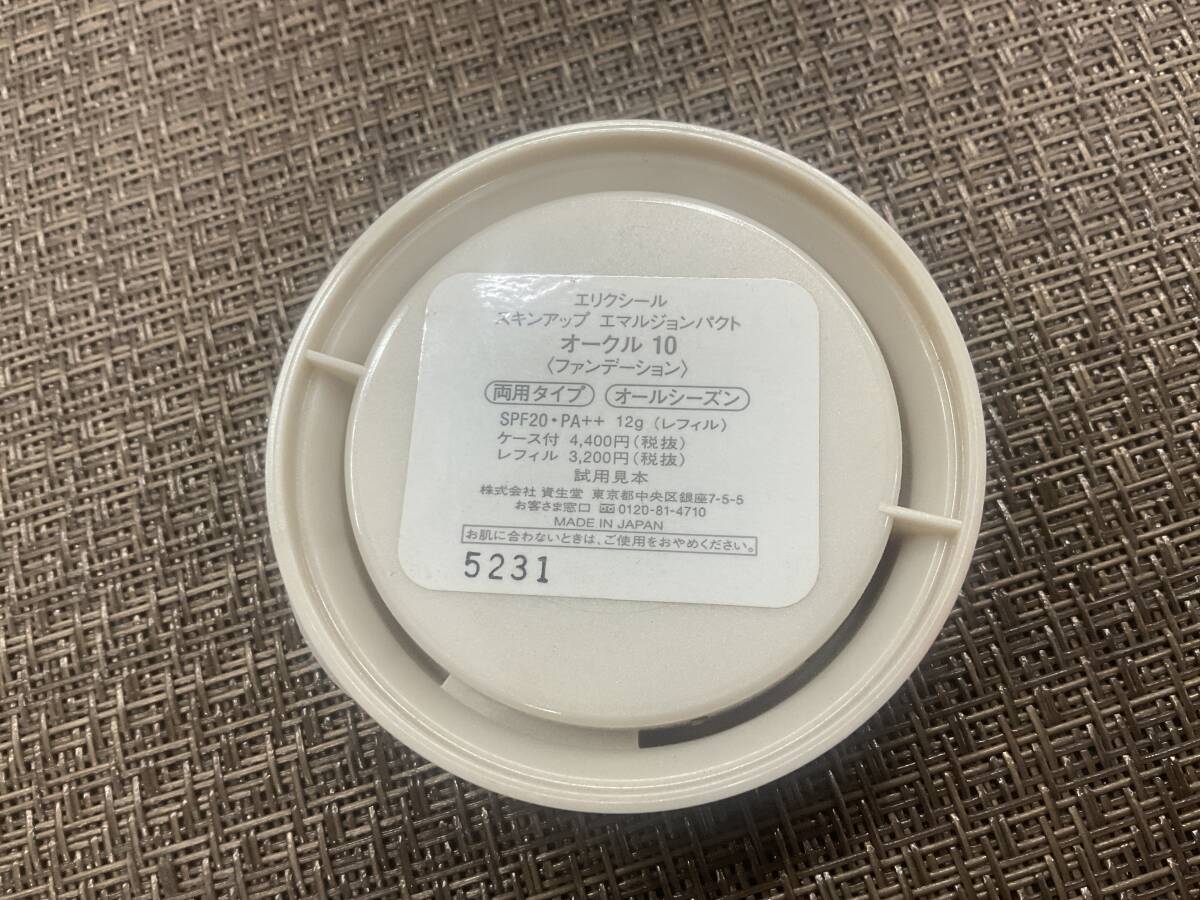 エリクシール
スキンアップ エマルジョンパクト
オークル 10
〈ファンデーション〉
両用タイプ オールシーズン
SPF20・PA++ 12g (レフィル)
ケース付 4,400円(税抜)
レフィル 3,200円(税抜)
試用見本
株式会社 資生堂 東京都中央区銀座7-5-5
お客さま窓口 0120-81-4710
MADE IN JAPAN
お肌に合わないときは、ご使用をおやめください。
5231